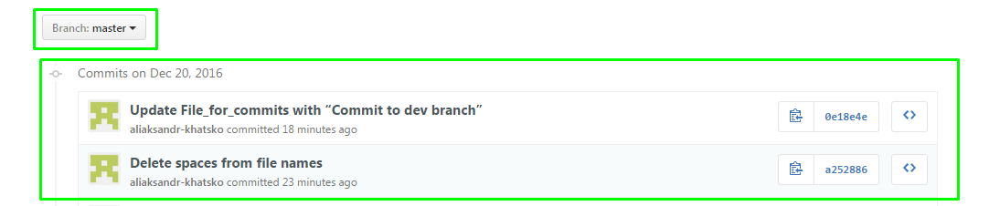 Branch: master
Commits on Dec 20, 2016
Update File_for_commits with “Commit to dev branch”
aliaksandr-khatsko committed 18 minutes ago
0e18e4e
Delete spaces from file names
aliaksandr-khatsko committed 23 minutes ago
a252886